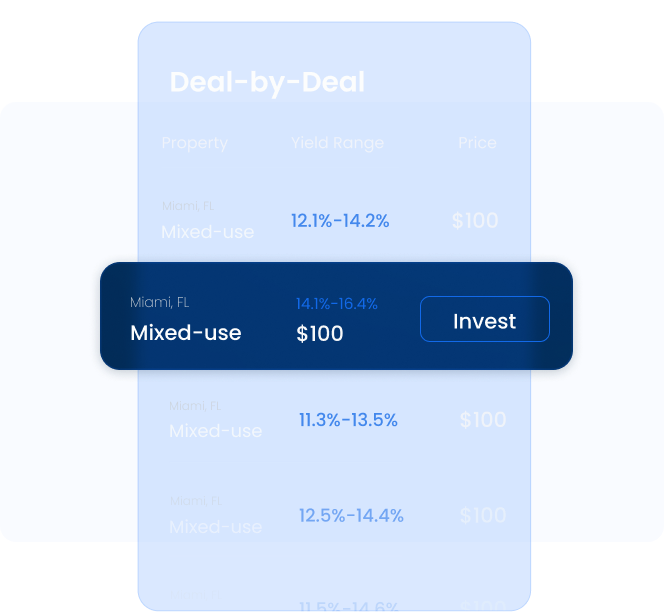 Deal-by-Deal
Property Yield Range Price
Miami, FL
Mixed-use 12.1%-14.2% $100
Miami, FL 14.1%-16.4%
Mixed-use $100 Invest
Miami, FL
Mixed-use 11.3%-13.5% $100
Miami, FL
Mixed-use 12.5%-14.4% $100
11.5%-14.6% $100